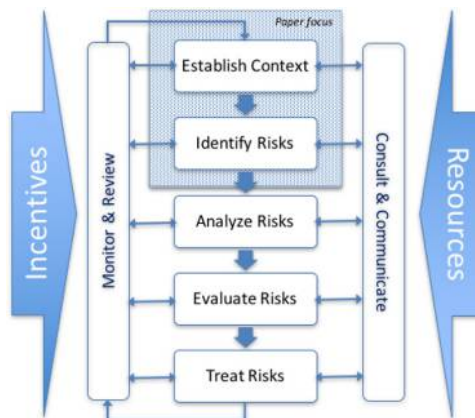 Paper focus
Establish Context
Identify Risks
Analyze Risks
Evaluate Risks
Treat Risks
Incentives
Monitor & Review
Consult & Communicate
Resources